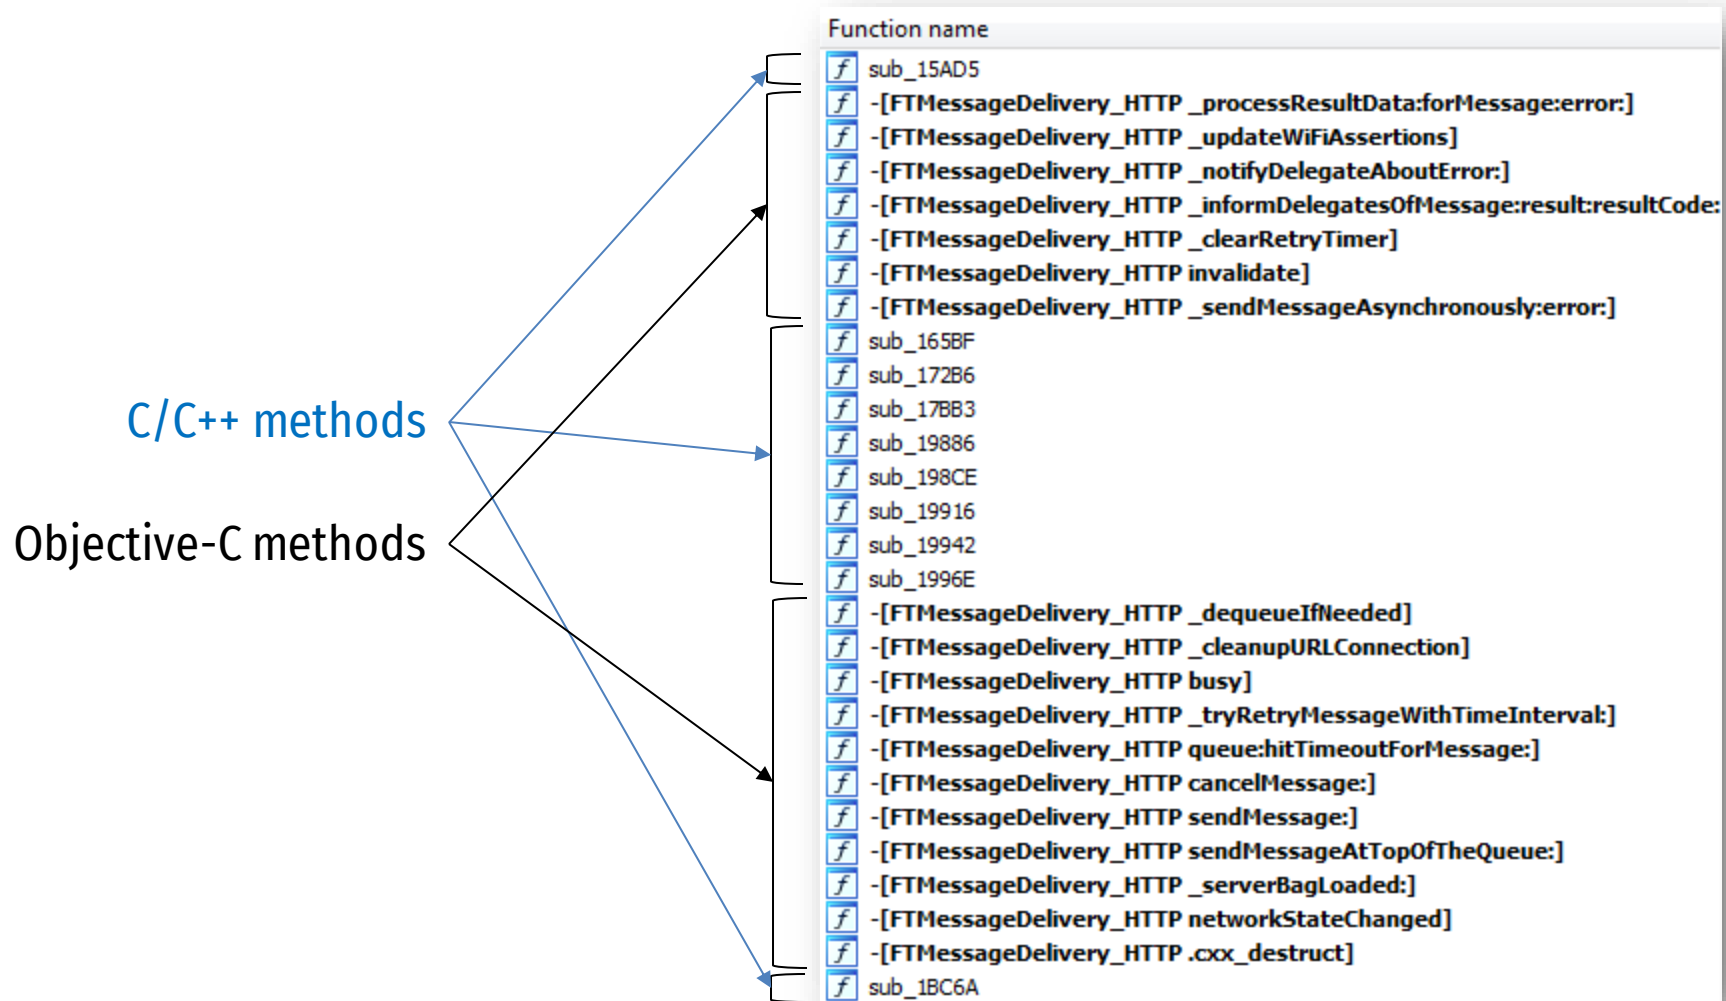 Function name
sub_15AD5
-[FTMessageDelivery_HTTP _processResultData:forMessage:error:]
-[FTMessageDelivery_HTTP _updateWiFiAssertions]
-[FTMessageDelivery_HTTP _notifyDelegateAboutError:]
-[FTMessageDelivery_HTTP _informDelegatesOfMessage:result:resultCode:
-[FTMessageDelivery_HTTP _clearRetryTimer]
-[FTMessageDelivery_HTTP invalidate]
-[FTMessageDelivery_HTTP _sendMessageAsynchronously:error:]
sub_165BF
sub_172B6
sub_17BB3
C/C++ methods
sub_19886
sub_198CE
sub_19916
Objective-C methods
sub_19942
sub_1996E
-[FTMessageDelivery_HTTP _dequeueIfNeeded]
-[FTMessageDelivery_HTTP _cleanupURLConnection]
-[FTMessageDelivery_HTTP busy]
-[FTMessageDelivery_HTTP _tryRetryMessageWithTimeInterval:]
-[FTMessageDelivery_HTTP queue:hitTimeoutForMessage:]
-[FTMessageDelivery_HTTP cancelMessage:]
-[FTMessageDelivery_HTTP sendMessage:]
-[FTMessageDelivery_HTTP sendMessageAtTopOfTheQueue:]
-[FTMessageDelivery_HTTP _serverBagLoaded:]
-[FTMessageDelivery_HTTP networkStateChanged]
-[FTMessageDelivery_HTTP .cxx_destruct]
sub_1BC6A